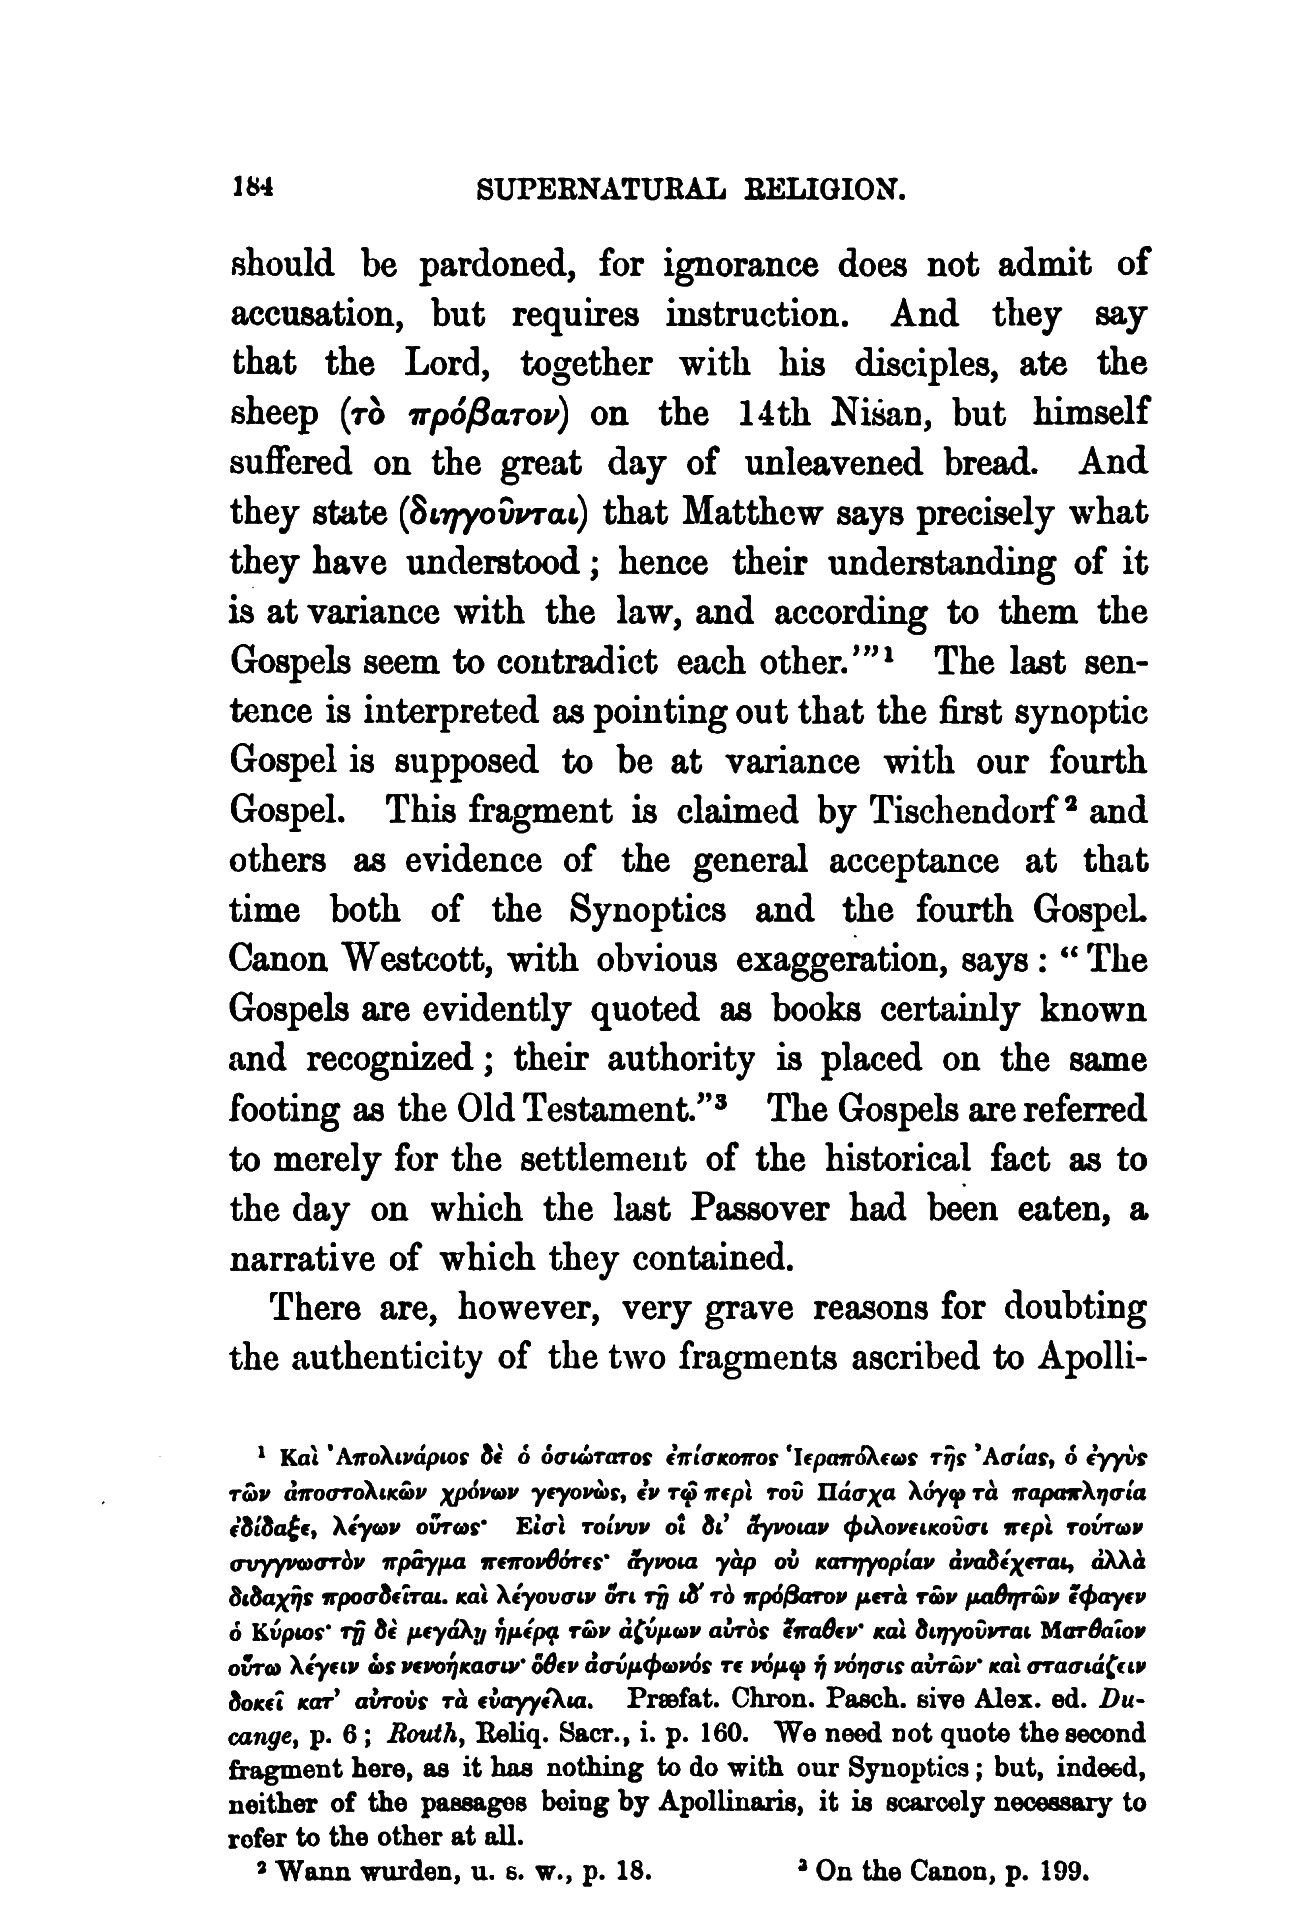 184 SUPERNATURAL RELIGION.
should be pardoned, for ignorance does not admit of
accusation, but requires instruction. And they say
that the Lord, together with his disciples, ate the
sheep (τὸ πρόβατον) on the 14th Nisan, but himself
suffered on the great day of unleavened bread. And
they state (διηγοῦνται) that Matthew says precisely what
they have understood; hence their understanding of it
is at variance with the law, and according to them the
Gospels seem to contradict each other.'"¹ The last sen-
tence is interpreted as pointing out that the first synoptic
Gospel is supposed to be at variance with our fourth
Gospel. This fragment is claimed by Tischendorf² and
others as evidence of the general acceptance at that
time both of the Synoptics and the fourth Gospel.
Canon Westcott, with obvious exaggeration, says: "The
Gospels are evidently quoted as books certainly known
and recognized; their authority is placed on the same
footing as the Old Testament."³ The Gospels are referred
to merely for the settlement of the historical fact as to
the day on which the last Passover had been eaten, a
narrative of which they contained.
There are, however, very grave reasons for doubting
the authenticity of the two fragments ascribed to Apolli-
¹ Καὶ Ἀπολινάριος δὲ ὁ ὁσιώτατος ἐπίσκοπος Ἱεραπόλεως τῆς Ἀσίας, ὁ ἐγγὺς
τῶν ἀποστολικῶν χρόνων γεγονὼς, ἐν τῷ περὶ τοῦ Πάσχα λόγῳ τὰ παραπλησία
ἐδίδαξε, λέγων οὕτως· Εἰσὶ τοίνυν οἳ δι' ἄγνοιαν φιλονεικοῦσι περὶ τούτων
συγγνωστὸν πρᾶγμα πεπονθότες· ἄγνοια γὰρ οὐ κατηγορίαν ἀναδέχεται, ἀλλὰ
διδαχῆς προσδεῖται. καὶ λέγουσιν ὅτι τῇ ιδ' τὸ πρόβατον μετὰ τῶν μαθητῶν ἔφαγεν
ὁ Κύριος· τῇ δὲ μεγάλῃ ἡμέρᾳ τῶν ἀζύμων αὐτὸς ἔπαθεν· καὶ διηγοῦνται Ματθαῖον
οὕτω λέγειν ὡς νενοήκασιν· ὅθεν ἀσύμφωνός τε νόμῳ ἡ νόησις αὐτῶν· καὶ στασιάζειν
δοκεῖ κατ' αὐτοὺς τὰ εὐαγγέλια. Præfat. Chron. Pasch. sive Alex. ed. Du-
cange, p. 6; Routh, Reliq. Sacr., i. p. 160. We need not quote the second
fragment here, as it has nothing to do with our Synoptics; but, indeed,
neither of the passages being by Apollinaris, it is scarcely necessary to
refer to the other at all.
² Wann wurden, u. s. w., p. 18. ³ On the Canon, p. 199.